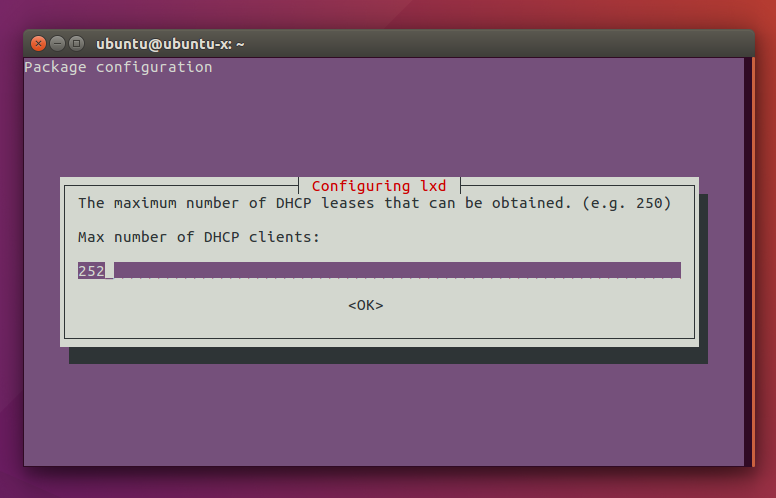 ubuntu@ubuntu-x: ~
Package configuration
Configuring lxd
The maximum number of DHCP leases that can be obtained. (e.g. 250)
Max number of DHCP clients:
252
<OK>